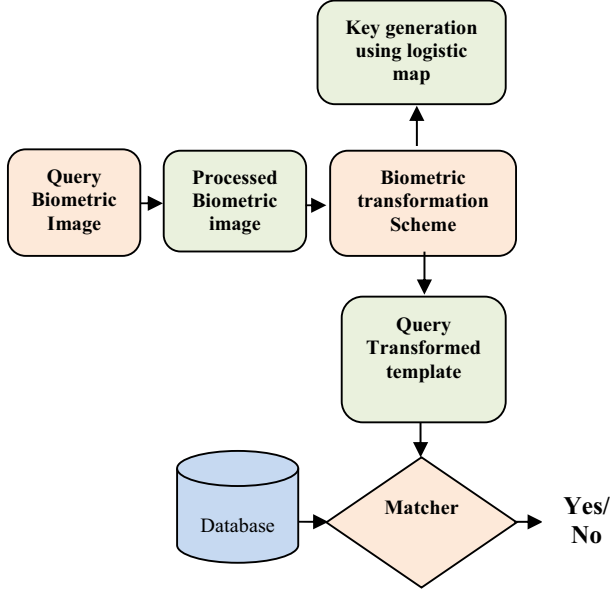 Key generation
using logistic
map
Query
Biometric
Image
Processed
Biometric
image
Biometric
transformation
Scheme
Query
Transformed
template
Database
Matcher
Yes/
No